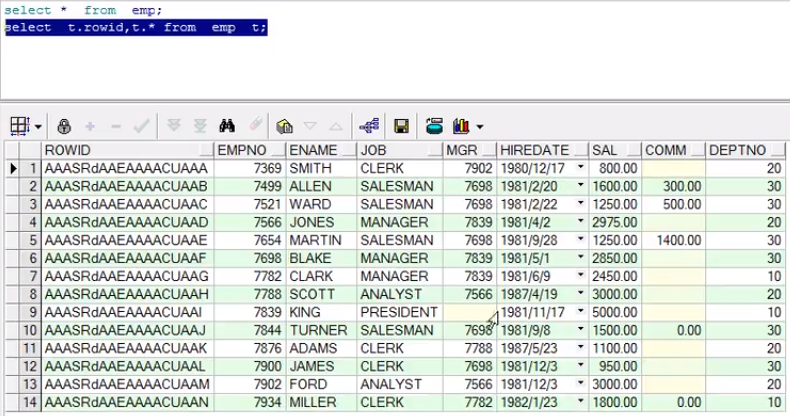 select * from emp;
select t.rowid,t.* from emp t;
ROWID EMPNO ENAME JOB MGR HIREDATE SAL COMM DEPTNO
1 AAASRdAAEAAAACUAAA 7369 SMITH CLERK 7902 1980/12/17 800.00 20
2 AAASRdAAEAAAACUAAB 7499 ALLEN SALESMAN 7698 1981/2/20 1600.00 300.00 30
3 AAASRdAAEAAAACUAAC 7521 WARD SALESMAN 7698 1981/2/22 1250.00 500.00 30
4 AAASRdAAEAAAACUAAD 7566 JONES MANAGER 7839 1981/4/2 2975.00 20
5 AAASRdAAEAAAACUAAE 7654 MARTIN SALESMAN 7698 1981/9/28 1250.00 1400.00 30
6 AAASRdAAEAAAACUAAF 7698 BLAKE MANAGER 7839 1981/5/1 2850.00 30
7 AAASRdAAEAAAACUAAG 7782 CLARK MANAGER 7839 1981/6/9 2450.00 10
8 AAASRdAAEAAAACUAAH 7788 SCOTT ANALYST 7566 1987/4/19 3000.00 20
9 AAASRdAAEAAAACUAAI 7839 KING PRESIDENT 1981/11/17 5000.00 10
10 AAASRdAAEAAAACUAAJ 7844 TURNER SALESMAN 7698 1981/9/8 1500.00 0.00 30
11 AAASRdAAEAAAACUAAK 7876 ADAMS CLERK 7788 1987/5/23 1100.00 20
12 AAASRdAAEAAAACUAAL 7900 JAMES CLERK 7698 1981/12/3 950.00 30
13 AAASRdAAEAAAACUAAM 7902 FORD ANALYST 7566 1981/12/3 3000.00 20
14 AAASRdAAEAAAACUAAN 7934 MILLER CLERK 7782 1982/1/23 1800.00 0.00 10